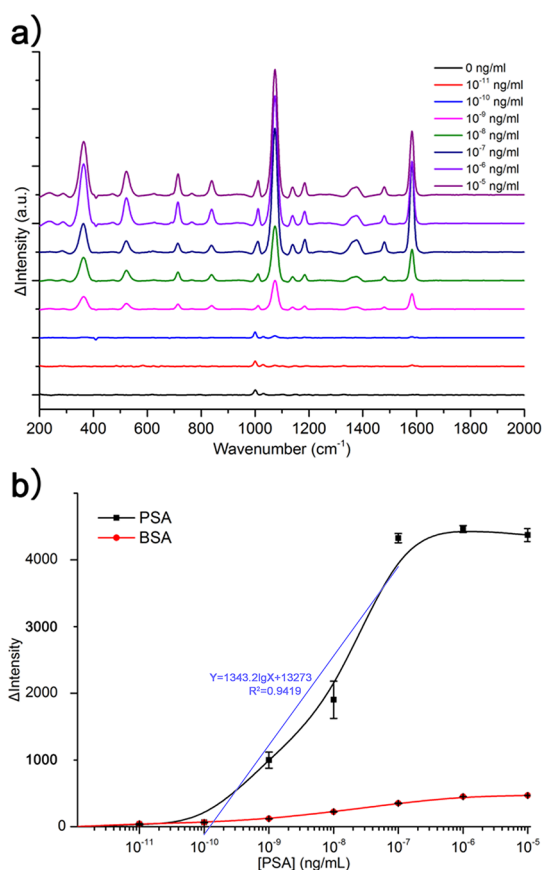 a)
0 ng/ml
10⁻¹¹ ng/ml
10⁻¹⁰ ng/ml
10⁻⁹ ng/ml
10⁻⁸ ng/ml
10⁻⁷ ng/ml
10⁻⁶ ng/ml
10⁻⁵ ng/ml
ΔIntensity (a.u.)
200 400 600 800 1000 1200 1400 1600 1800 2000
Wavenumber (cm⁻¹)
b)
PSA
BSA
4000
3000
2000
1000
0
ΔIntensity
Y=1343.2lgX+13273
R²=0.9419
10⁻¹¹ 10⁻¹⁰ 10⁻⁹ 10⁻⁸ 10⁻⁷ 10⁻⁶ 10⁻⁵
[PSA] (ng/mL)